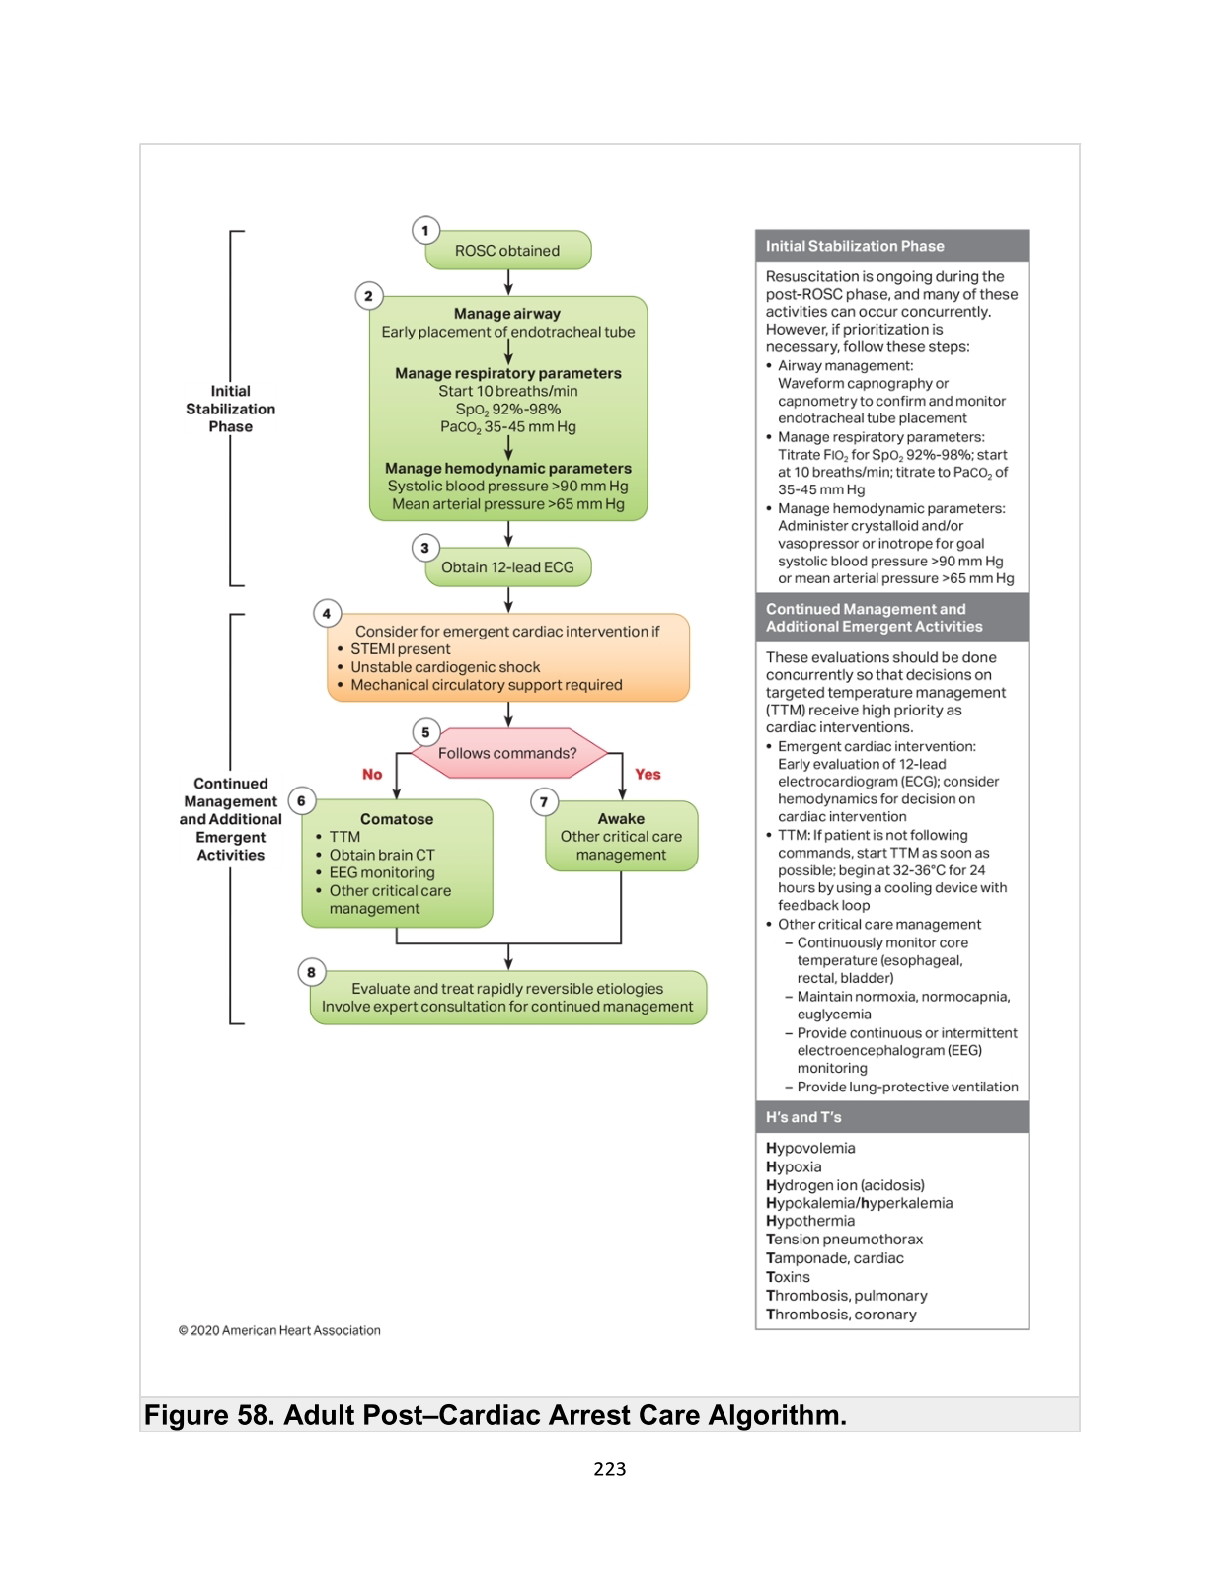 1
ROSC obtained
2
Manage airway
Early placement of endotracheal tube
Manage respiratory parameters
Start 10 breaths/min
SpO₂ 92%-98%
PaCO₂ 35-45 mm Hg
Manage hemodynamic parameters
Systolic blood pressure >90 mm Hg
Mean arterial pressure >65 mm Hg
3
Obtain 12-lead ECG
Initial
Stabilization
Phase
4
Consider for emergent cardiac intervention if
• STEMI present
• Unstable cardiogenic shock
• Mechanical circulatory support required
5
Follows commands?
No
Yes
6
Comatose
• TTM
• Obtain brain CT
• EEG monitoring
• Other critical care
management
7
Awake
Other critical care
management
Continued
Management
and Additional
Emergent
Activities
8
Evaluate and treat rapidly reversible etiologies
Involve expert consultation for continued management
Initial Stabilization Phase
Resuscitation is ongoing during the
post-ROSC phase, and many of these
activities can occur concurrently.
However, if prioritization is
necessary, follow these steps:
• Airway management:
Waveform capnography or
capnometry to confirm and monitor
endotracheal tube placement
• Manage respiratory parameters:
Titrate FIO₂ for SpO₂ 92%-98%; start
at 10 breaths/min; titrate to PaCO₂ of
35-45 mm Hg
• Manage hemodynamic parameters:
Administer crystalloid and/or
vasopressor or inotrope for goal
systolic blood pressure >90 mm Hg
or mean arterial pressure >65 mm Hg
Continued Management and
Additional Emergent Activities
These evaluations should be done
concurrently so that decisions on
targeted temperature management
(TTM) receive high priority as
cardiac interventions.
• Emergent cardiac intervention:
Early evaluation of 12-lead
electrocardiogram (ECG); consider
hemodynamics for decision on
cardiac intervention
• TTM: If patient is not following
commands, start TTM as soon as
possible; begin at 32-36°C for 24
hours by using a cooling device with
feedback loop
• Other critical care management
– Continuously monitor core
temperature (esophageal,
rectal, bladder)
– Maintain normoxia, normocapnia,
euglycemia
– Provide continuous or intermittent
electroencephalogram (EEG)
monitoring
– Provide lung-protective ventilation
H's and T's
Hypovolemia
Hypoxia
Hydrogen ion (acidosis)
Hypokalemia/hyperkalemia
Hypothermia
Tension pneumothorax
Tamponade, cardiac
Toxins
Thrombosis, pulmonary
Thrombosis, coronary
© 2020 American Heart Association
Figure 58. Adult Post–Cardiac Arrest Care Algorithm.
223